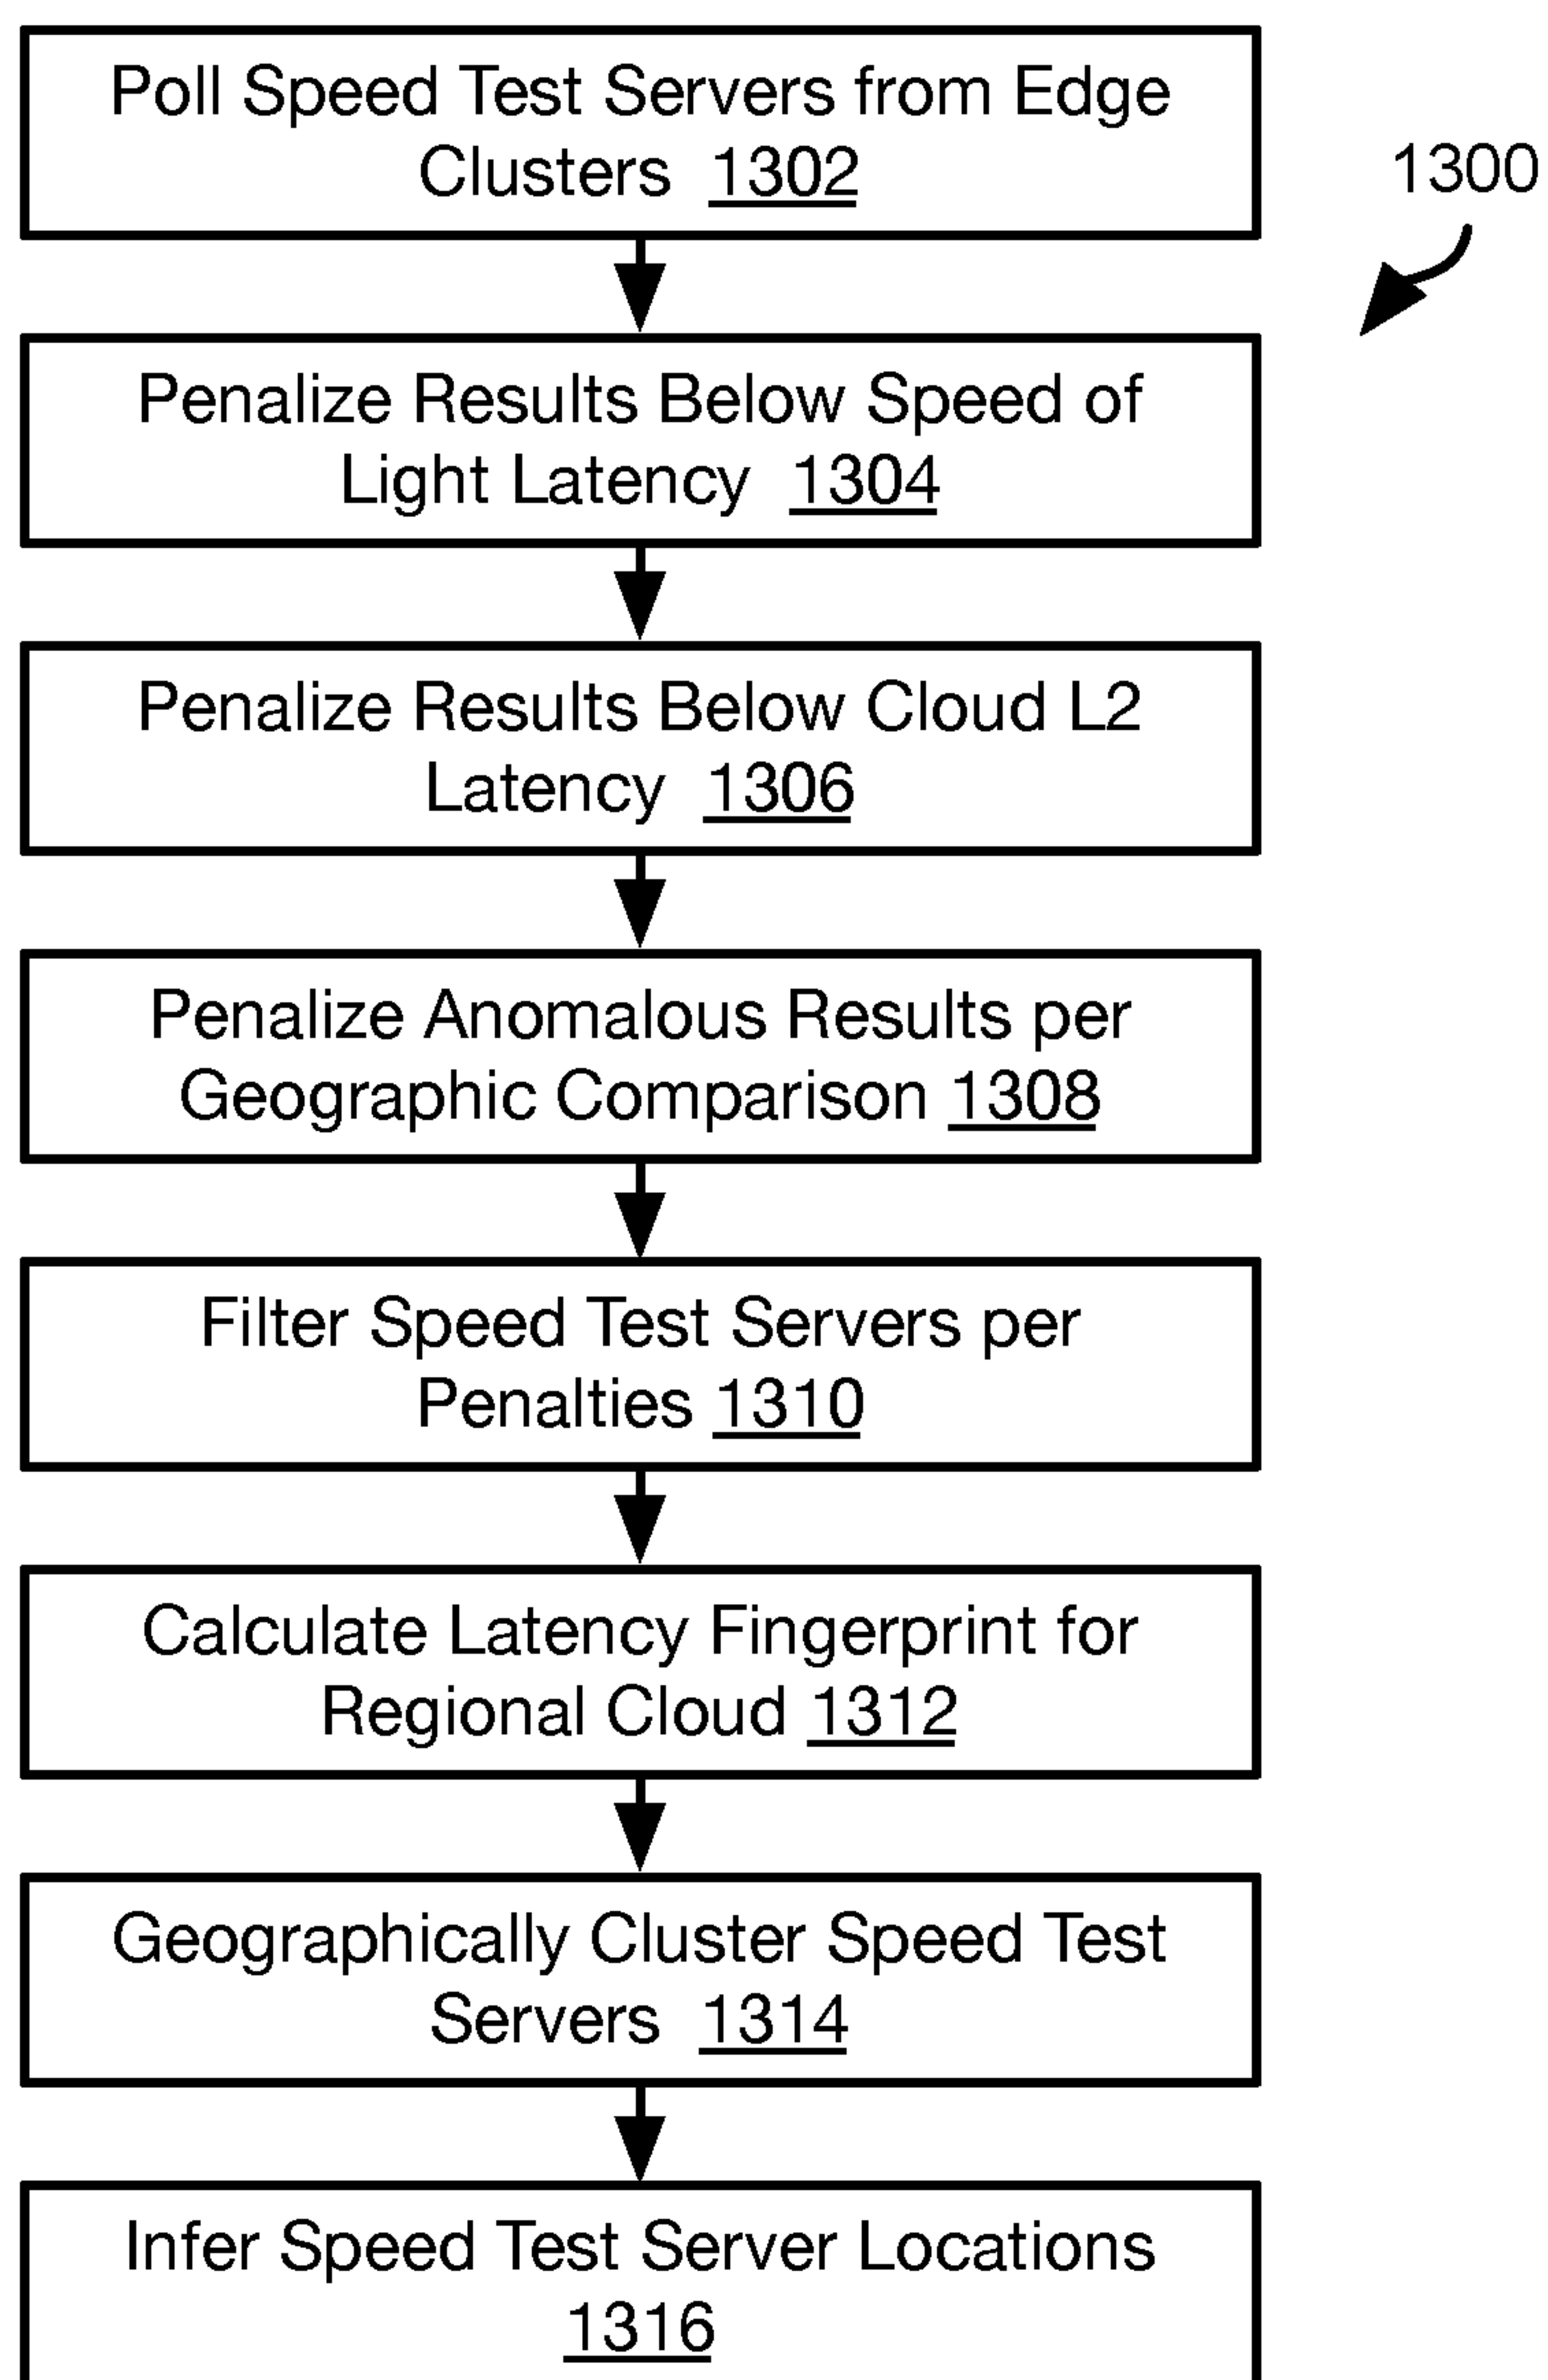 Poll Speed Test Servers from Edge
Clusters 1302
1300
Penalize Results Below Speed of
Light Latency 1304
Penalize Results Below Cloud L2
Latency 1306
Penalize Anomalous Results per
Geographic Comparison 1308
Filter Speed Test Servers per
Penalties 1310
Calculate Latency Fingerprint for
Regional Cloud 1312
Geographically Cluster Speed Test
Servers 1314
Infer Speed Test Server Locations
1316